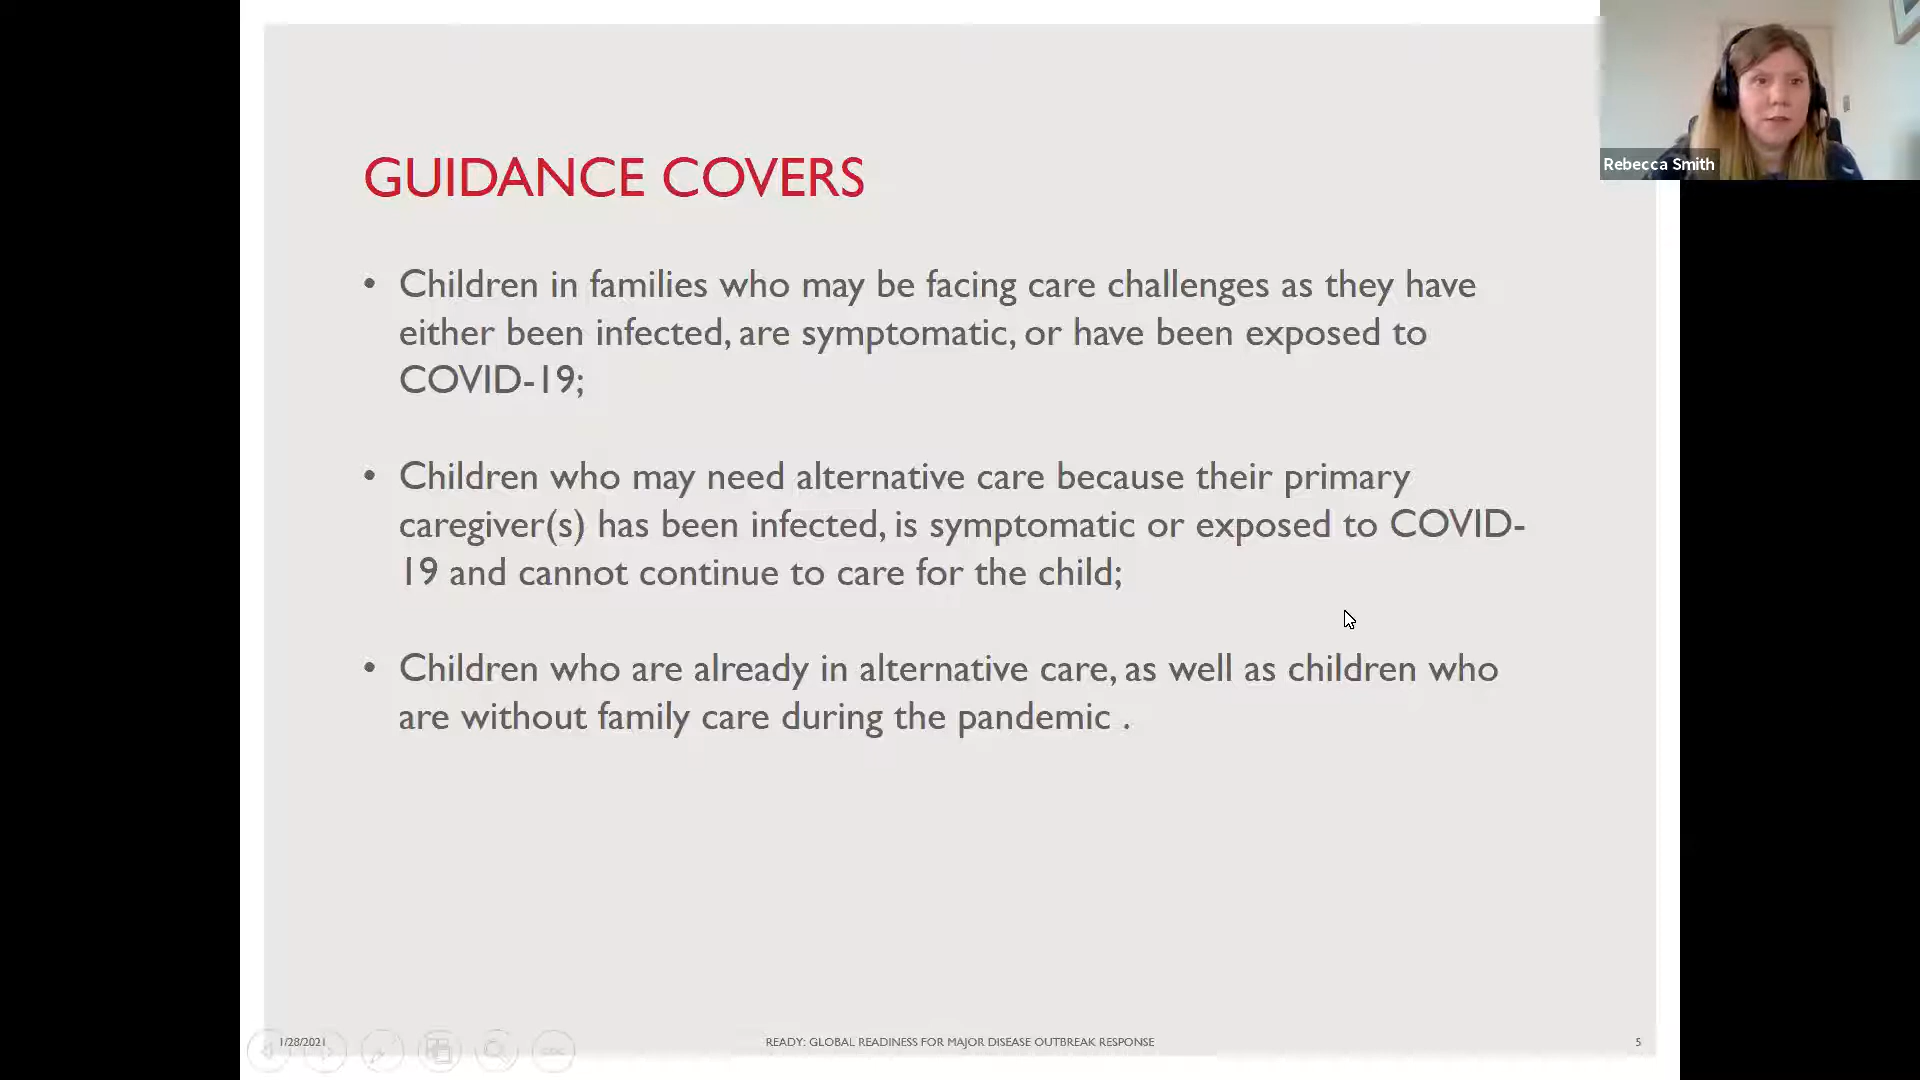 Rebecca Smith
GUIDANCE COVERS
• Children in families who may be facing care challenges as they have
either been infected, are symptomatic, or have been exposed to
COVID-19;
• Children who may need alternative care because their primary
caregiver(s) has been infected, is symptomatic or exposed to COVID-
19 and cannot continue to care for the child;
• Children who are already in alternative care, as well as children who
are without family care during the pandemic .
1/28/2021
READY: GLOBAL READINESS FOR MAJOR DISEASE OUTBREAK RESPONSE
5